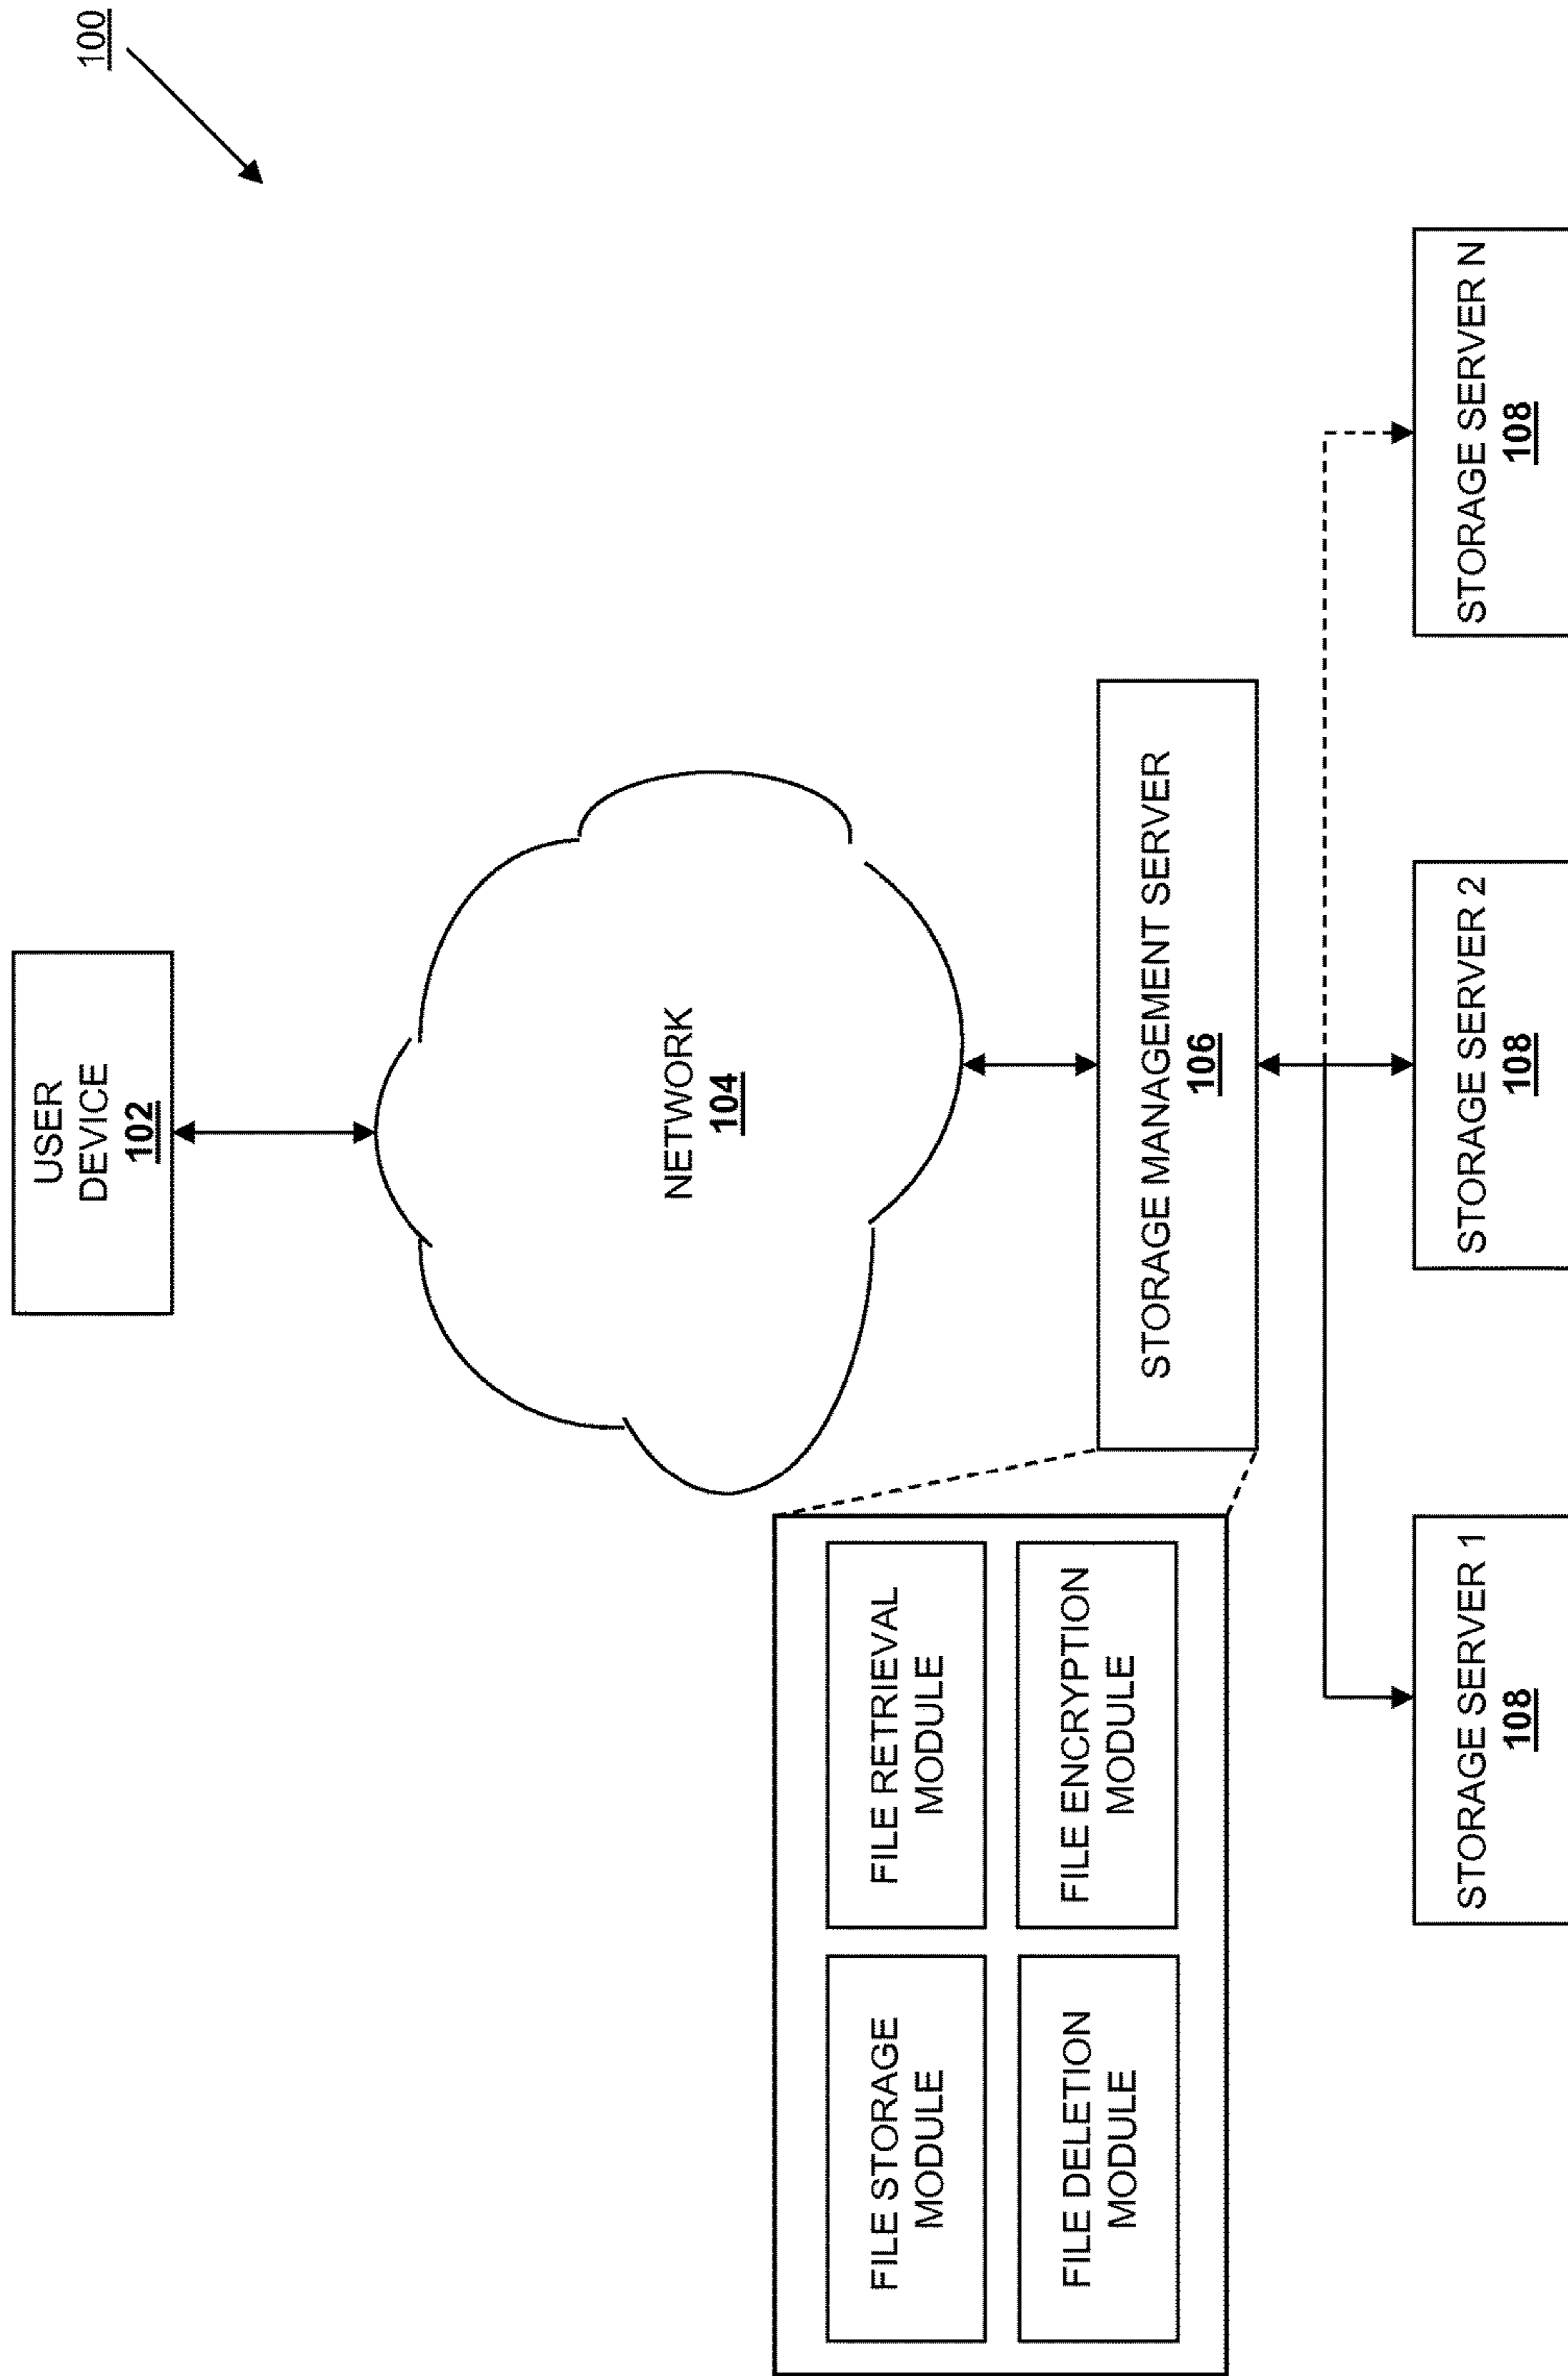 100
USER
DEVICE
102
NETWORK
104
STORAGE MANAGEMENT SERVER
106
FILE STORAGE
MODULE
FILE RETRIEVAL
MODULE
FILE DELETION
MODULE
FILE ENCRYPTION
MODULE
STORAGE SERVER 1
108
STORAGE SERVER 2
108
STORAGE SERVER N
108